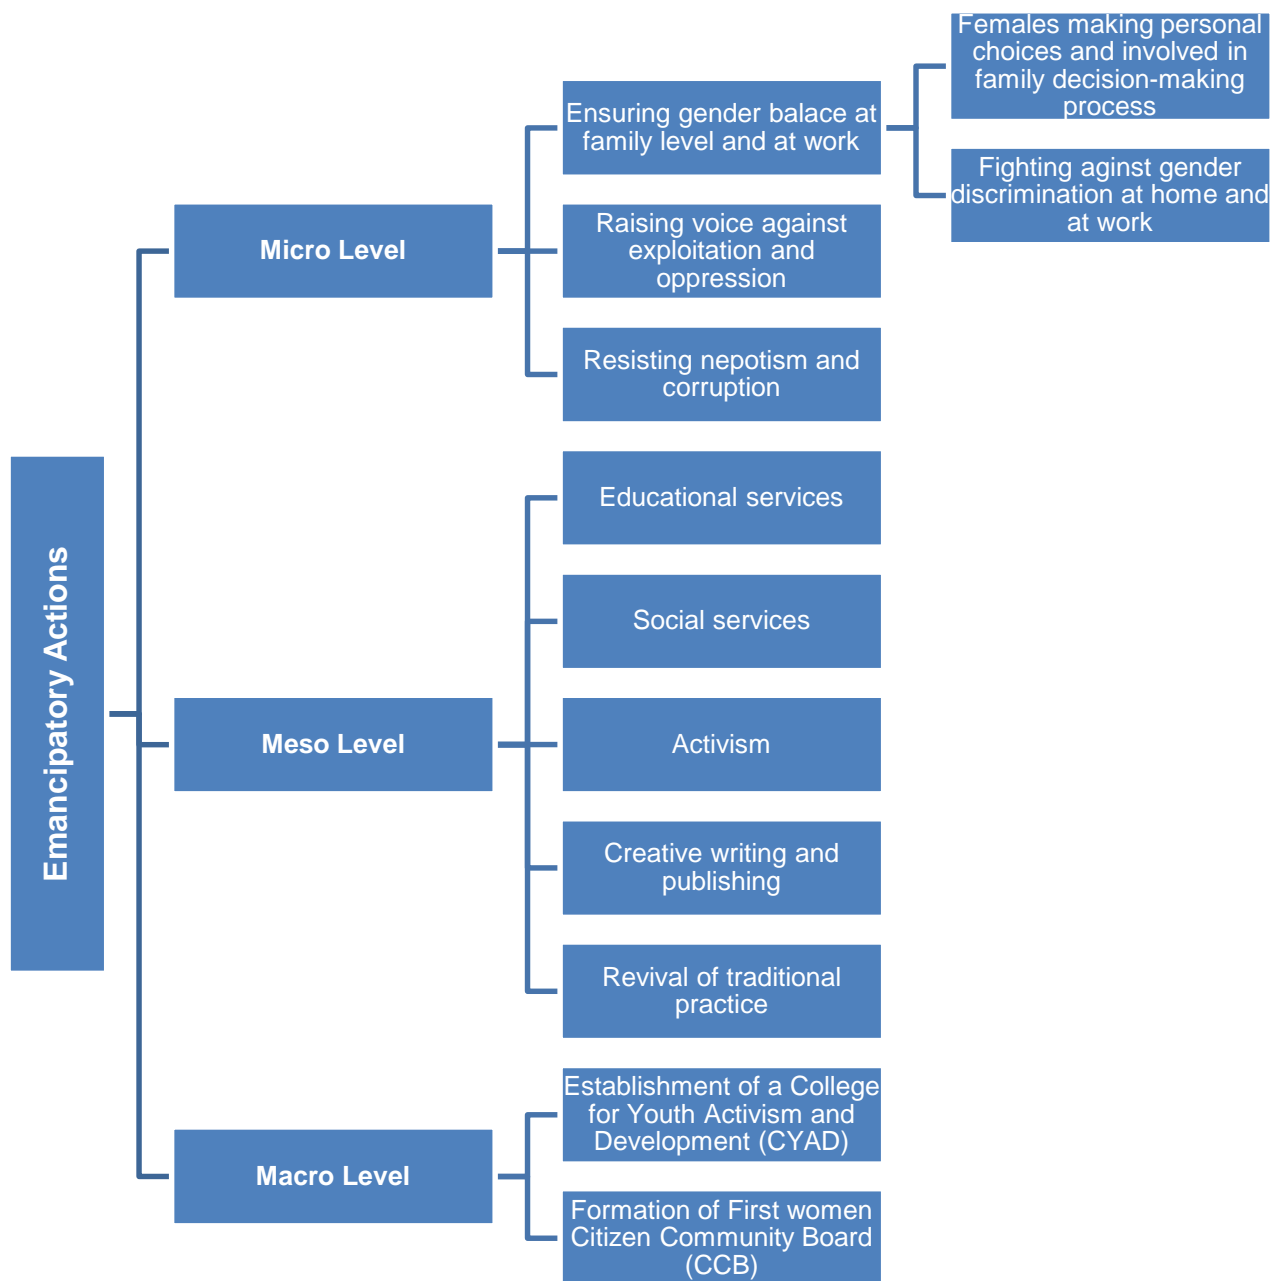 Emancipatory Actions
Micro Level
Ensuring gender balace at
family level and at work
Females making personal
choices and involved in
family decision-making
process
Fighting aginst gender
discrimination at home and
at work
Raising voice against
exploitation and
oppression
Resisting nepotism and
corruption
Meso Level
Educational services
Social services
Activism
Creative writing and
publishing
Revival of traditional
practice
Macro Level
Establishment of a College
for Youth Activism and
Development (CYAD)
Formation of First women
Citizen Community Board
(CCB)